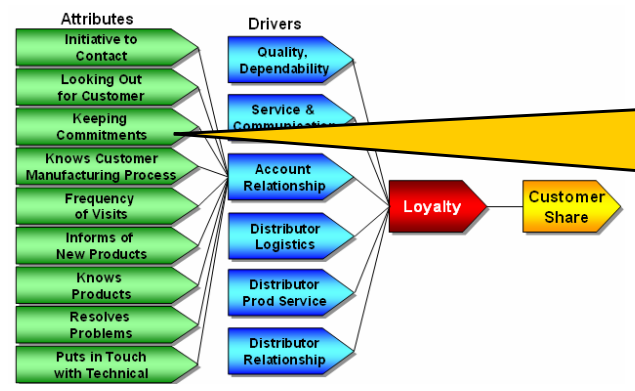 Attributes
Initiative to
Contact
Looking Out
for Customer
Keeping
Commitments
Knows Customer
Manufacturing Process
Frequency
of Visits
Informs of
New Products
Knows
Products
Resolves
Problems
Puts in Touch
with Technical
Drivers
Quality,
Dependability
Service &
Communication
Account
Relationship
Distributor
Logistics
Distributor
Prod Service
Distributor
Relationship
Loyalty
Customer
Share